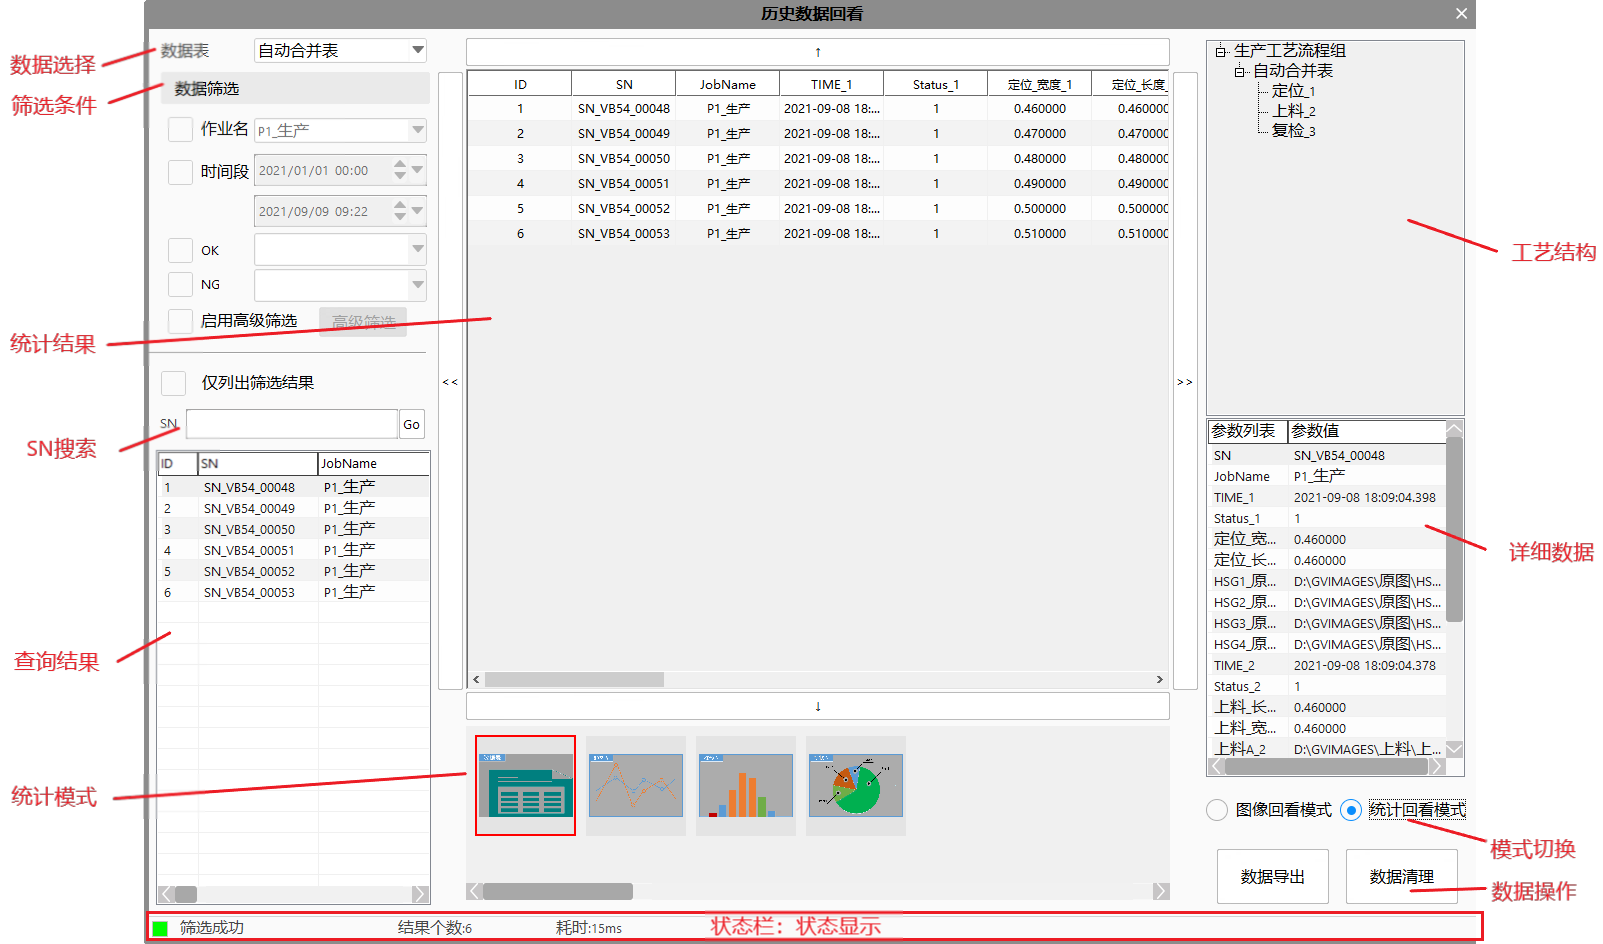 历史数据回看
数据选择
筛选条件
统计结果
SN搜索
查询结果
统计模式
数据表
自动合并表
数据筛选
作业名
P1_生产
时间段
2021/01/01 00:00
2021/09/09 09:22
OK
NG
启用高级筛选
高级筛选
仅列出筛选结果
SN
Go
ID SN JobName
1 SN_VB54_00048 P1_生产
2 SN_VB54_00049 P1_生产
3 SN_VB54_00050 P1_生产
4 SN_VB54_00051 P1_生产
5 SN_VB54_00052 P1_生产
6 SN_VB54_00053 P1_生产
<<
↑
ID SN JobName TIME_1 Status_1 定位_宽度_1 定位_长度_
1 SN_VB54_00048 P1_生产 2021-09-08 18:... 1 0.460000 0.460000
2 SN_VB54_00049 P1_生产 2021-09-08 18:... 1 0.470000 0.470000
3 SN_VB54_00050 P1_生产 2021-09-08 18:... 1 0.480000 0.480000
4 SN_VB54_00051 P1_生产 2021-09-08 18:... 1 0.490000 0.490000
5 SN_VB54_00052 P1_生产 2021-09-08 18:... 1 0.500000 0.500000
6 SN_VB54_00053 P1_生产 2021-09-08 18:... 1 0.510000 0.510000
↓
>>
生产工艺流程组
自动合并表
定位_1
上料_2
复检_3
工艺结构
参数列表 参数值
SN SN_VB54_00048
JobName P1_生产
TIME_1 2021-09-08 18:09:04.398
Status_1 1
定位_宽... 0.460000
定位_长... 0.460000
HSG1_原... D:\GVIMAGES\原图\HS...
HSG2_原... D:\GVIMAGES\原图\HS...
HSG3_原... D:\GVIMAGES\原图\HS...
HSG4_原... D:\GVIMAGES\原图\HS...
TIME_2 2021-09-08 18:09:04.378
Status_2 1
上料_长... 0.460000
上料_宽... 0.460000
上料A_2 D:\GVIMAGES\上料\上...
详细数据
图像回看模式
统计回看模式
模式切换
数据导出
数据清理
数据操作
筛选成功 结果个数:6 耗时:15ms 状态栏：状态显示